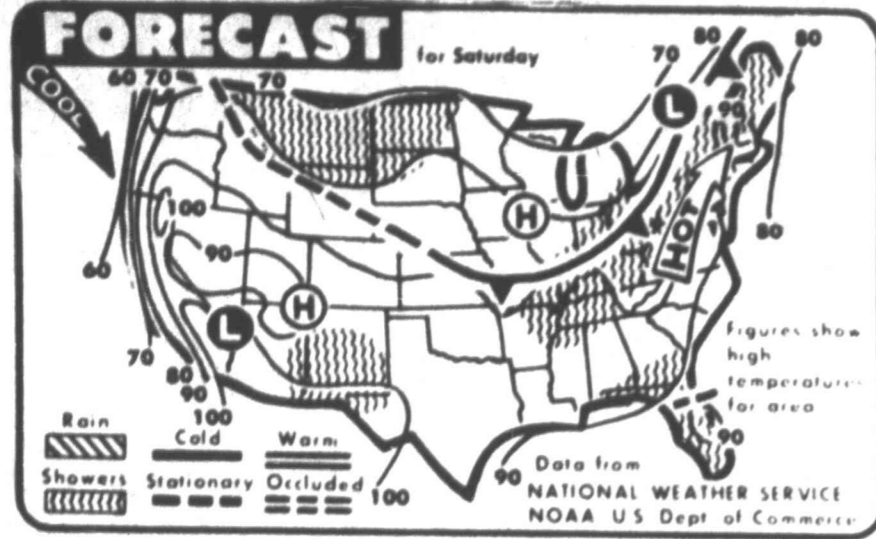 FORECAST
for Saturday
COOL
60 70 70 70 80 80
L
90
100
H
HOT
90
60
80
H
L
70
80
90
100
Figures show
high
temperatures
for area
Rain Cold Warm
Showers Stationary Occluded
100
90
90
Data from
NATIONAL WEATHER SERVICE
NOAA U S Dept of Commerce